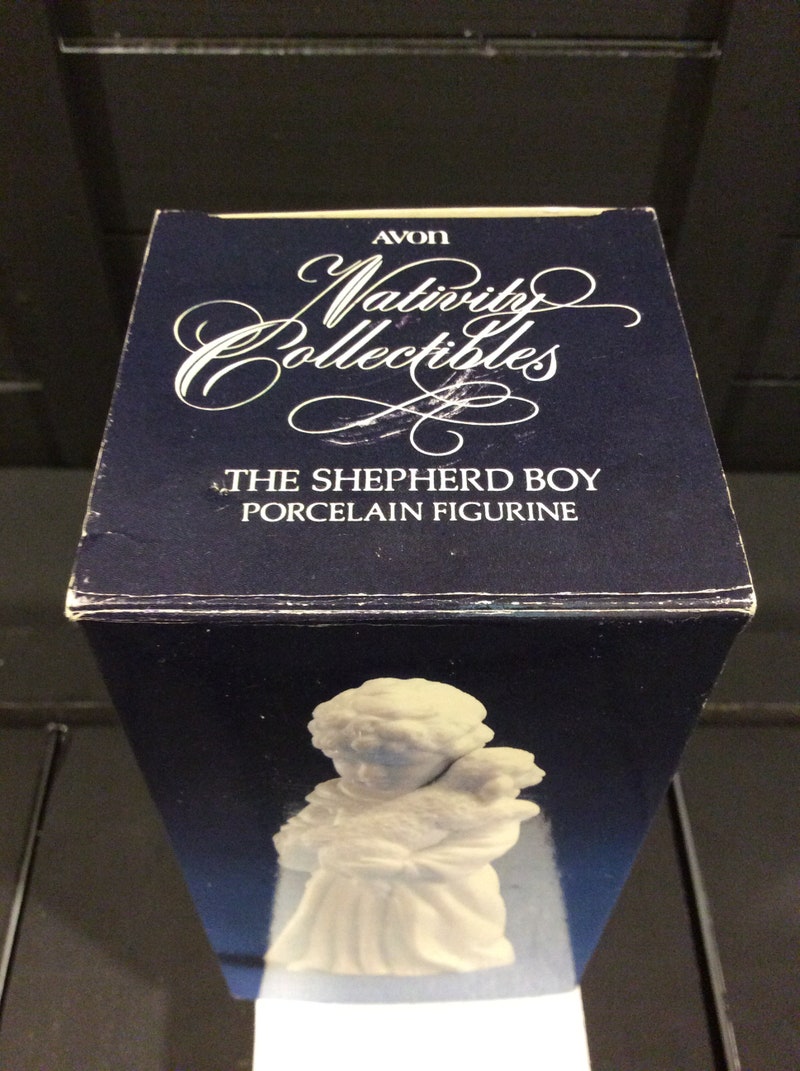 AVON
Nativity
Collectibles
THE SHEPHERD BOY
PORCELAIN FIGURINE